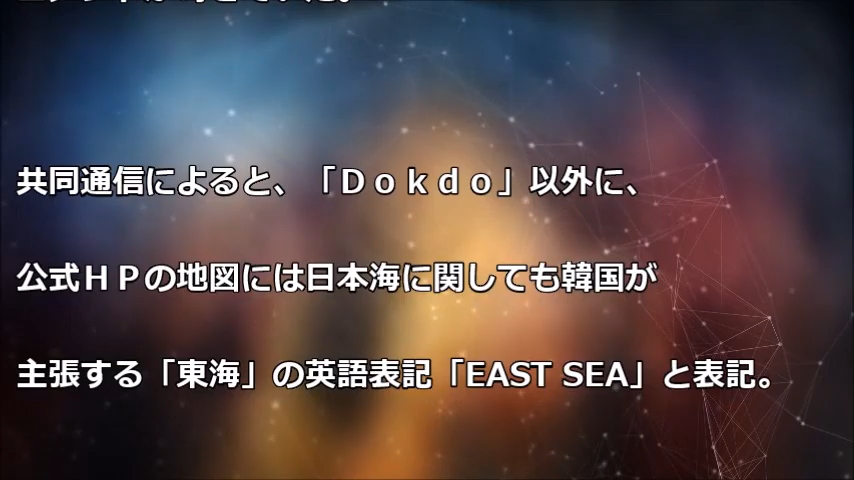 共同通信によると、「Ｄｏｋｄｏ」以外に、
公式ＨＰの地図には日本海に関しても韓国が
主張する「東海」の英語表記「EAST SEA」と表記。